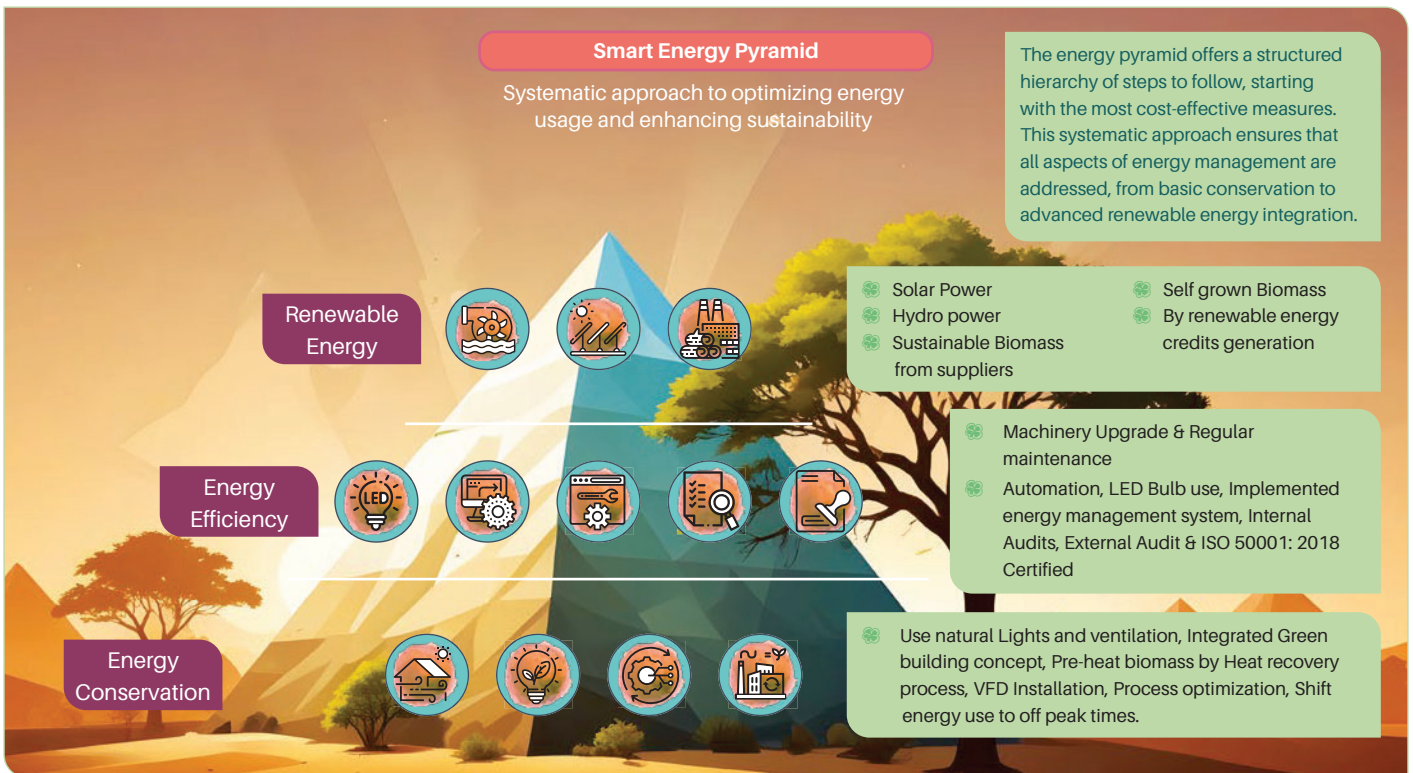 Smart Energy Pyramid
Systematic approach to optimizing energy
usage and enhancing sustainability
The energy pyramid offers a structured
hierarchy of steps to follow, starting
with the most cost-effective measures.
This systematic approach ensures that
all aspects of energy management are
addressed, from basic conservation to
advanced renewable energy integration.
Renewable
Energy
Solar Power
Hydro power
Sustainable Biomass
from suppliers
Self grown Biomass
By renewable energy
credits generation
Energy
Efficiency
LED
Machinery Upgrade & Regular
maintenance
Automation, LED Bulb use, Implemented
energy management system, Internal
Audits, External Audit & ISO 50001: 2018
Certified
Energy
Conservation
Use natural Lights and ventilation, Integrated Green
building concept, Pre-heat biomass by Heat recovery
process, VFD Installation, Process optimization, Shift
energy use to off peak times.